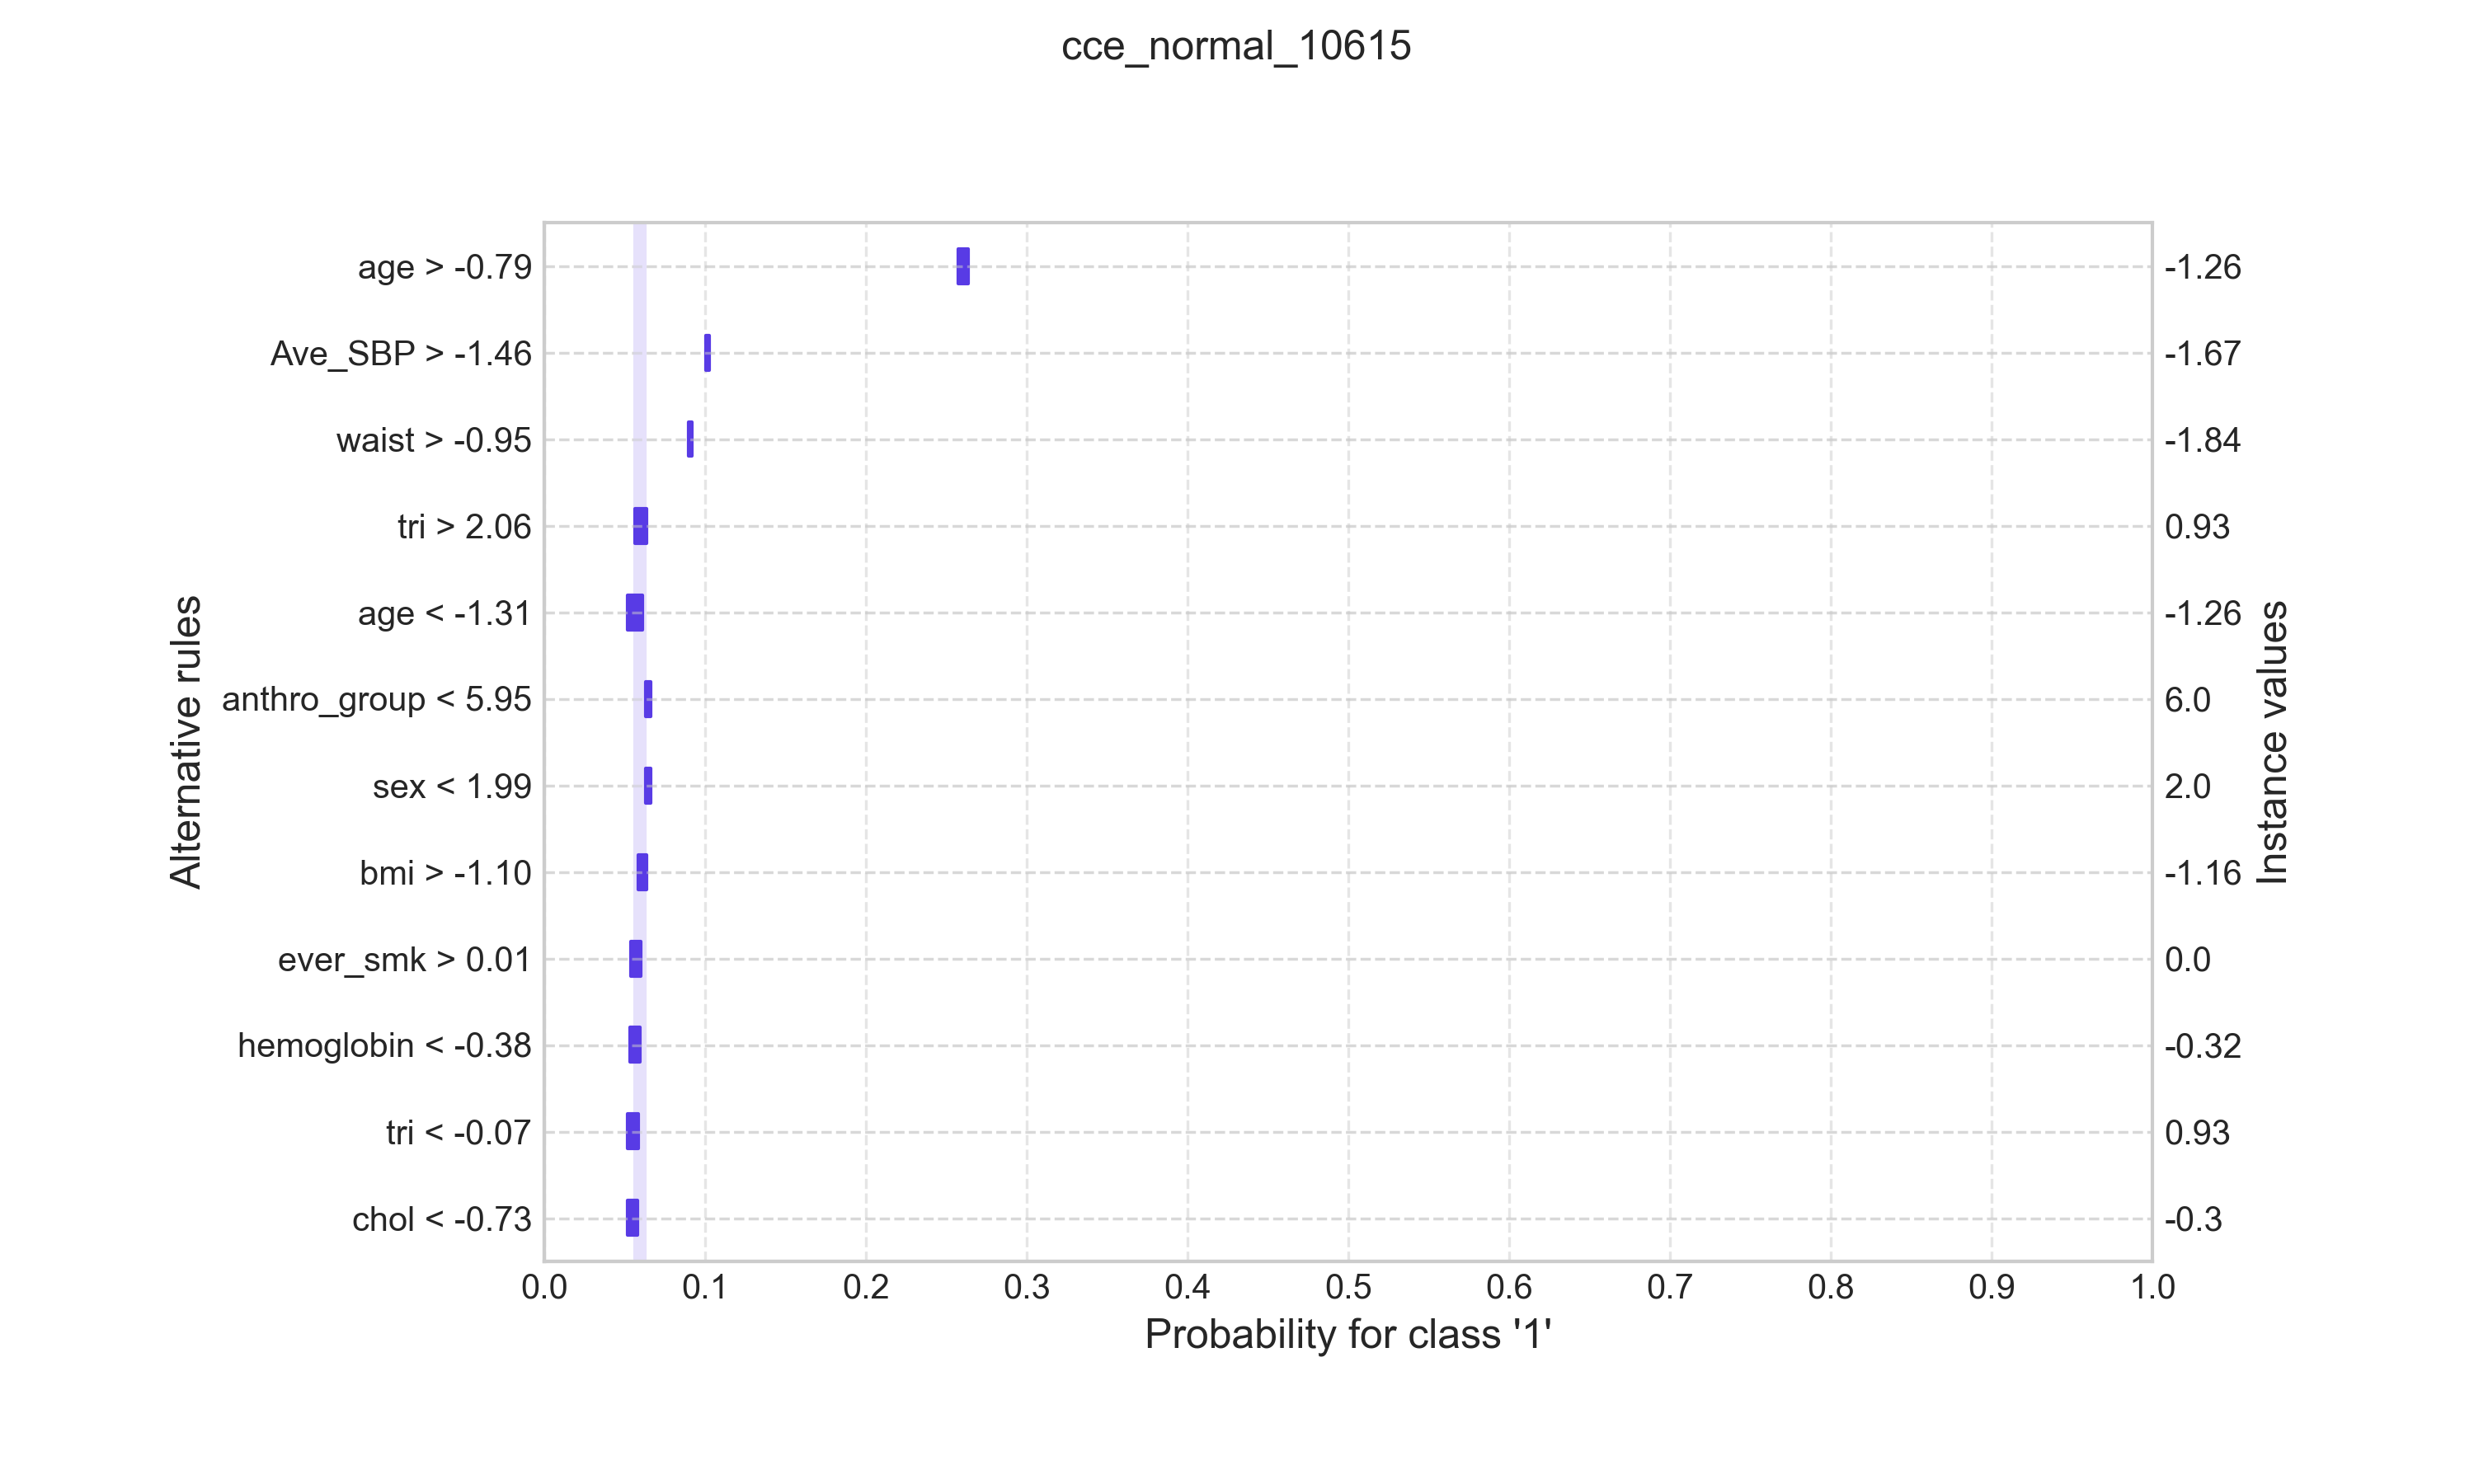 cce_normal_10615
age > -0.79 -1.26
Ave_SBP > -1.46 -1.67
waist > -0.95 -1.84
tri > 2.06 0.93
age < -1.31 -1.26
anthro_group < 5.95 6.0
sex < 1.99 2.0
bmi > -1.10 -1.16
ever_smk > 0.01 0.0
hemoglobin < -0.38 -0.32
tri < -0.07 0.93
chol < -0.73 -0.3
Alternative rules
Instance values
0.0 0.1 0.2 0.3 0.4 0.5 0.6 0.7 0.8 0.9 1.0
Probability for class '1'